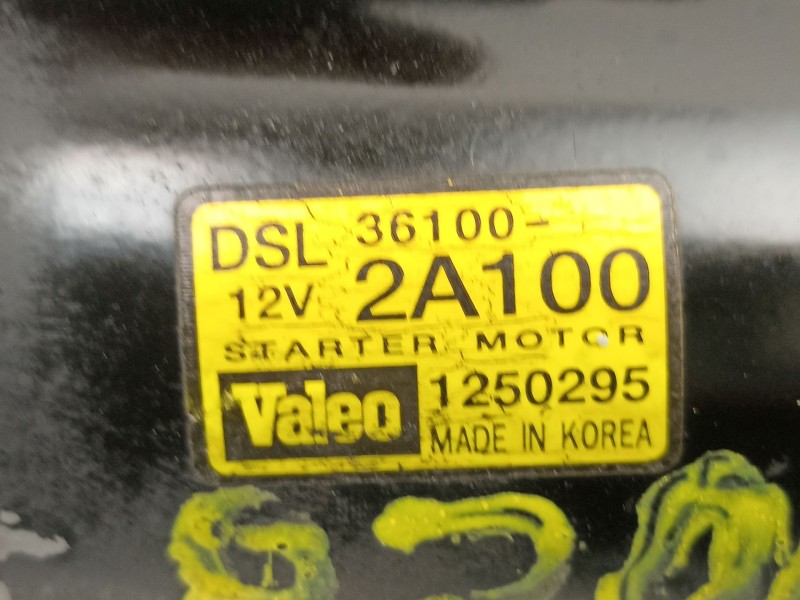 DSL 36100-
12V 2A100
STARTER MOTOR
Valeo 1250295
MADE IN KOREA